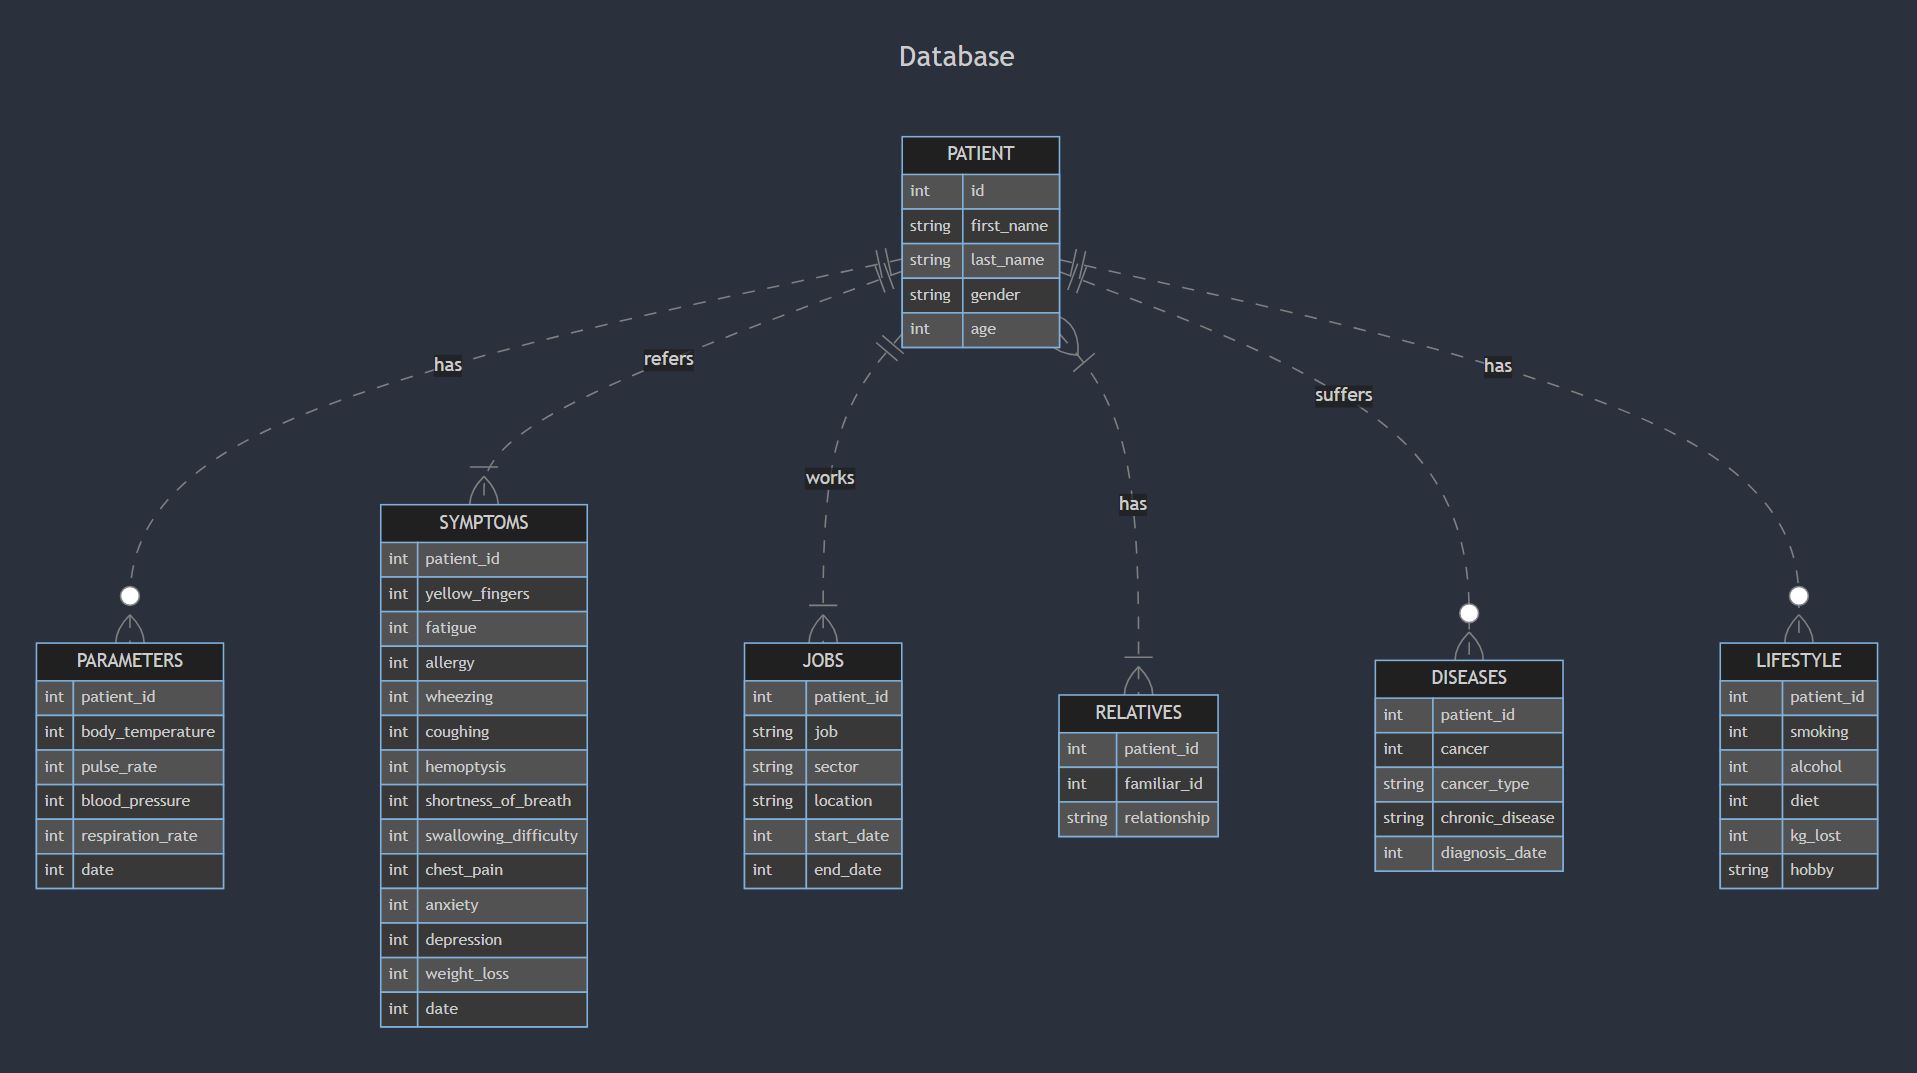 Database
PATIENT
int id
string first_name
string last_name
string gender
int age
has
refers
works
has
suffers
has
PARAMETERS
int patient_id
int body_temperature
int pulse_rate
int blood_pressure
int respiration_rate
int date
SYMPTOMS
int patient_id
int yellow_fingers
int fatigue
int allergy
int wheezing
int coughing
int hemoptysis
int shortness_of_breath
int swallowing_difficulty
int chest_pain
int anxiety
int depression
int weight_loss
int date
JOBS
int patient_id
string job
string sector
string location
int start_date
int end_date
RELATIVES
int patient_id
int familiar_id
string relationship
DISEASES
int patient_id
int cancer
string cancer_type
string chronic_disease
int diagnosis_date
LIFESTYLE
int patient_id
int smoking
int alcohol
int diet
int kg_lost
string hobby